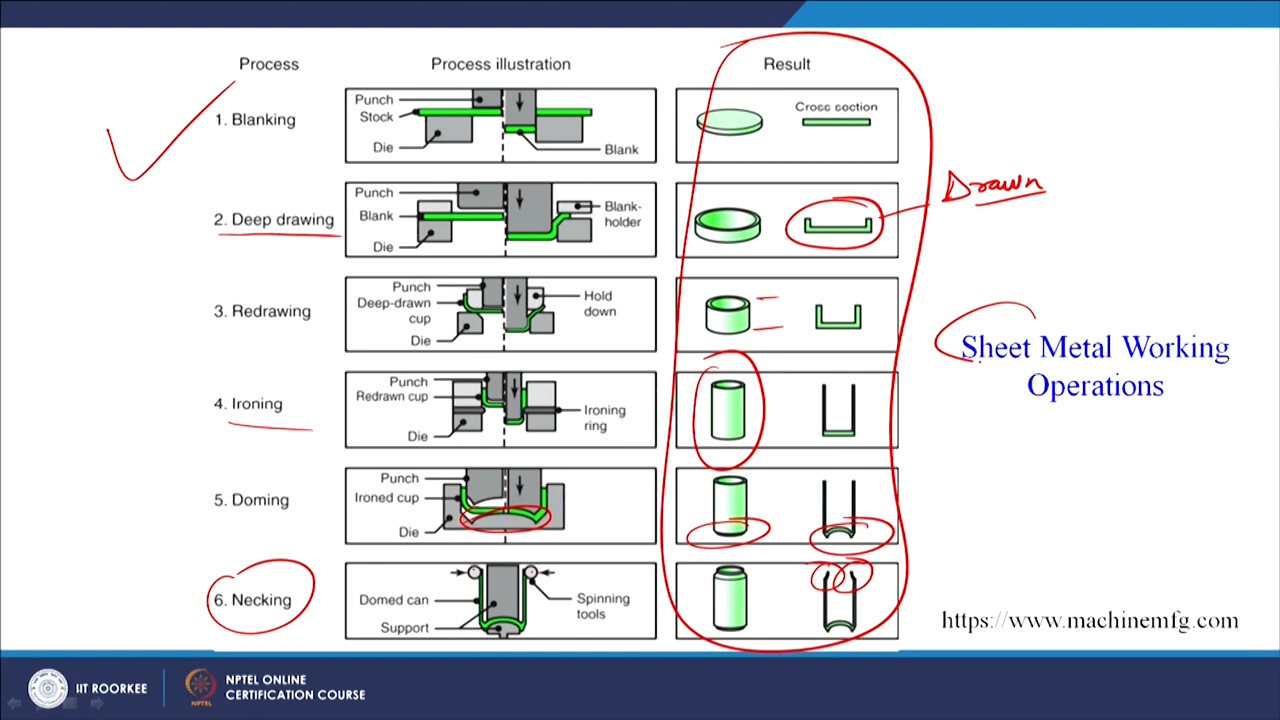 Process
Process illustration
Result
1. Blanking
Punch
Stock
Die
Blank
Cross section
2. Deep drawing
Punch
Blank
Die
Blank-
holder
Drawn
3. Redrawing
Punch
Deep-drawn
cup
Die
Hold
down
Sheet Metal Working
Operations
4. Ironing
Punch
Redrawn cup
Die
Ironing
ring
5. Doming
Punch
Ironed cup
Die
6. Necking
Domed can
Support
Spinning
tools
https://www.machinemfg.com
IIT ROORKEE
NPTEL
NPTEL ONLINE
CERTIFICATION COURSE